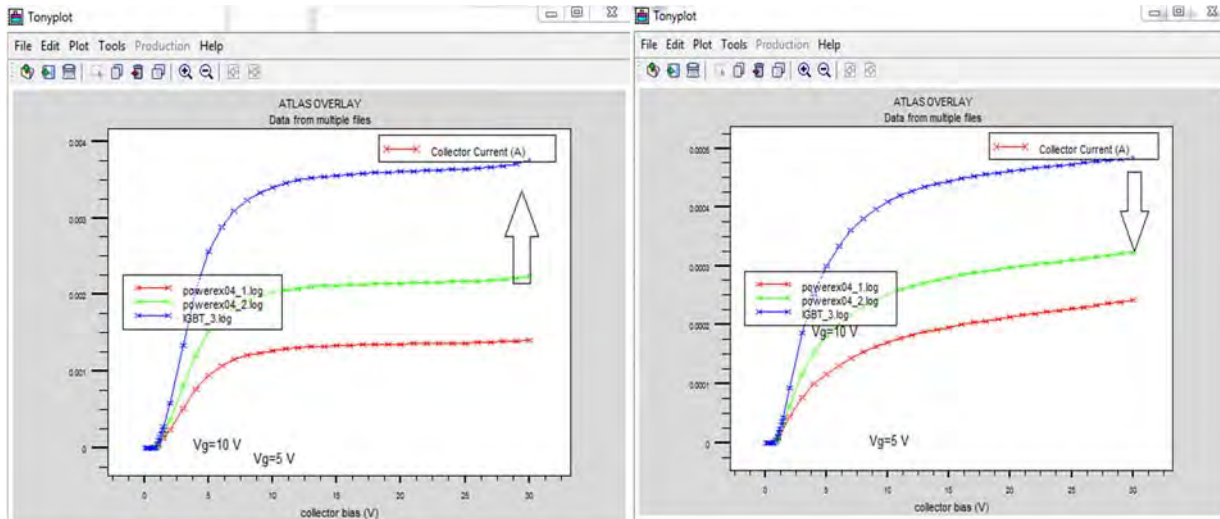 Tonyplot
File Edit Plot Tools Production Help
ATLAS OVERLAY
Data from multiple files
Collector Current (A)
0.004
0.003
0.002
0.001
0
powerex04_1.log
powerex04_2.log
IGBT_3.log
Vg=10 V
Vg=5 V
0 5 10 15 20 25 30
collector bias (V)
Tonyplot
File Edit Plot Tools Production Help
ATLAS OVERLAY
Data from multiple files
Collector Current (A)
0.0005
0.0004
0.0003
0.0002
0.0001
0
powerex04_1.log
powerex04_2.log
IGBT_3.log
Vg=10 V
Vg=5 V
0 5 10 15 20 25 30
collector bias (V)